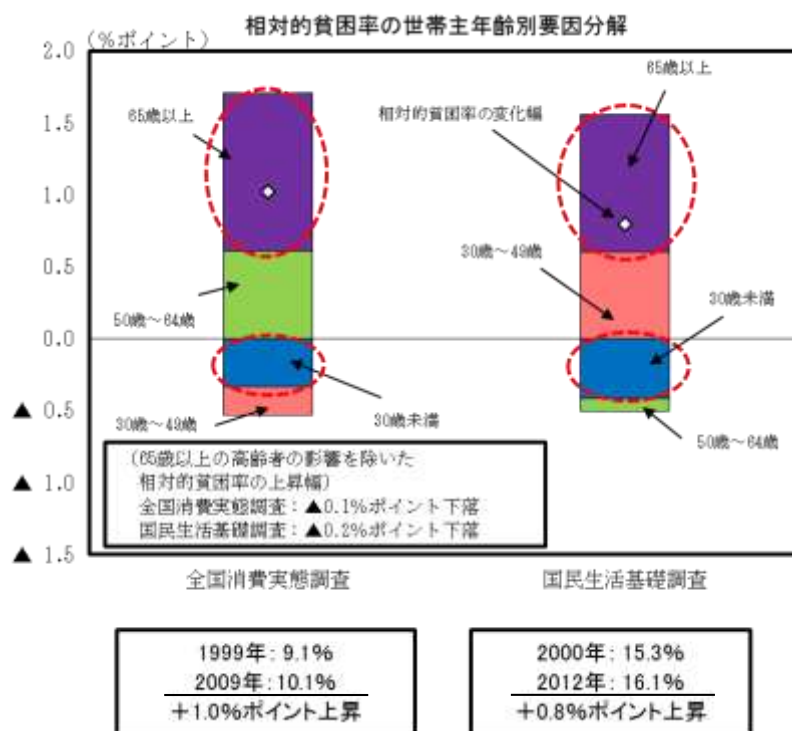 相対的貧困率の世帯主年齢別要因分解
(%ポイント)
2.0
1.5
1.0
0.5
0.0
▲ 0.5
▲ 1.0
▲ 1.5
65歳以上
50歳～64歳
30歳～49歳
30歳未満
相対的貧困率の変化幅
65歳以上
30歳～49歳
30歳未満
50歳～64歳
(65歳以上の高齢者の影響を除いた
相対的貧困率の上昇幅)
全国消費実態調査：▲0.1%ポイント下落
国民生活基礎調査：▲0.2%ポイント下落
全国消費実態調査
国民生活基礎調査
1999年：9.1%
2009年：10.1%
＋1.0%ポイント上昇
2000年：15.3%
2012年：16.1%
＋0.8%ポイント上昇